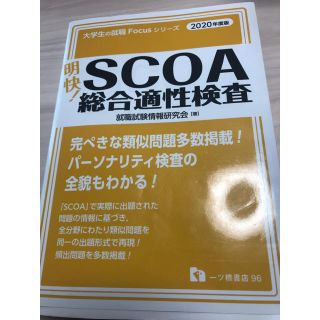 大学生の就職 Focusシリーズ 2020年度版
明快!
SCOA
総合適性検査
就職試験情報研究会［著］
完ぺきな類似問題多数掲載!
パーソナリティ検査の
全貌もわかる!
「SCOA」で実際に出題された
問題の情報に基づき、
全分野にわたり類似問題を
同一の出題形式で再現!
頻出問題を多数掲載!
一ツ橋書店 96